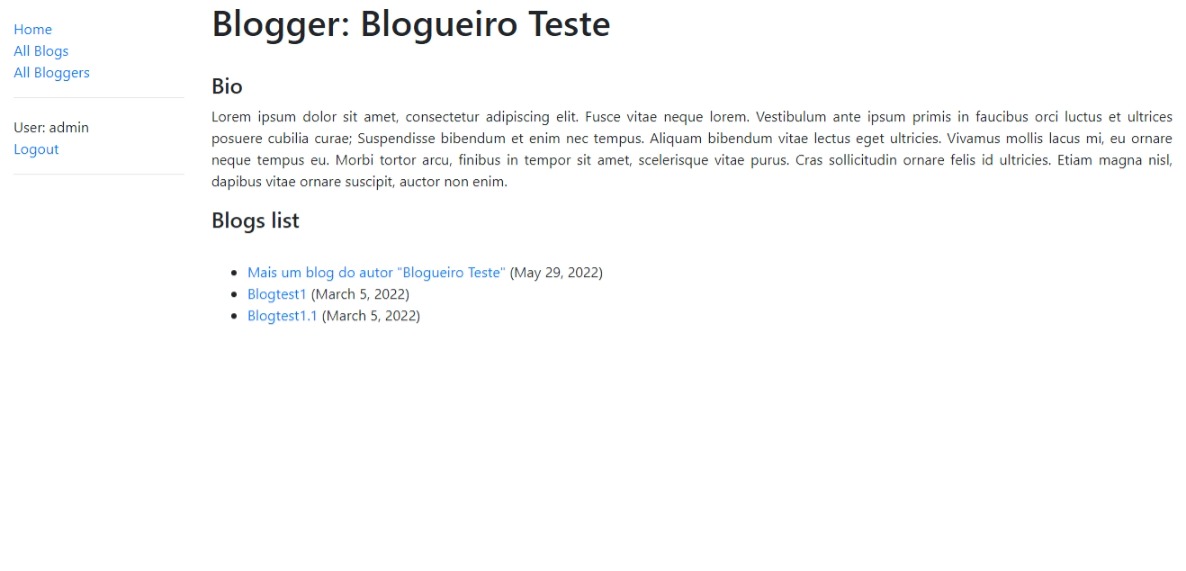 Home
All Blogs
All Bloggers
User: admin
Logout
Blogger: Blogueiro Teste
Bio
Lorem ipsum dolor sit amet, consectetur adipiscing elit. Fusce vitae neque lorem. Vestibulum ante ipsum primis in faucibus orci luctus et ultrices
posuere cubilia curae; Suspendisse bibendum et enim nec tempus. Aliquam bibendum vitae lectus eget ultricies. Vivamus mollis lacus mi, eu ornare
neque tempus eu. Morbi tortor arcu, finibus in tempor sit amet, scelerisque vitae purus. Cras sollicitudin ornare felis id ultricies. Etiam magna nisl,
dapibus vitae ornare suscipit, auctor non enim.
Blogs list
• Mais um blog do autor "Blogueiro Teste" (May 29, 2022)
• Blogtest1 (March 5, 2022)
• Blogtest1.1 (March 5, 2022)